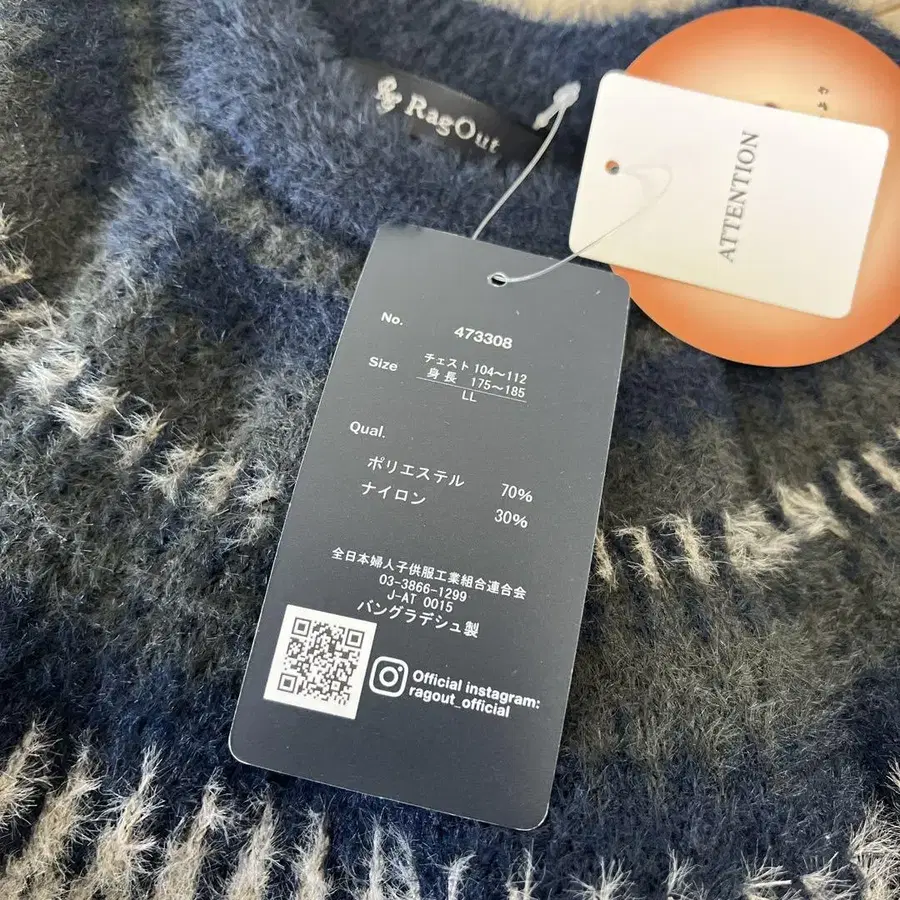 RagOut
ATTENTION
No. 473308
Size チェスト 104〜112
身長 175〜185
LL
Qual.
ポリエステル 70%
ナイロン 30%
全日本婦人子供服工業組合連合会
03-3866-1299
J-AT 0015
バングラデシュ製
Official instagram:
ragout_official